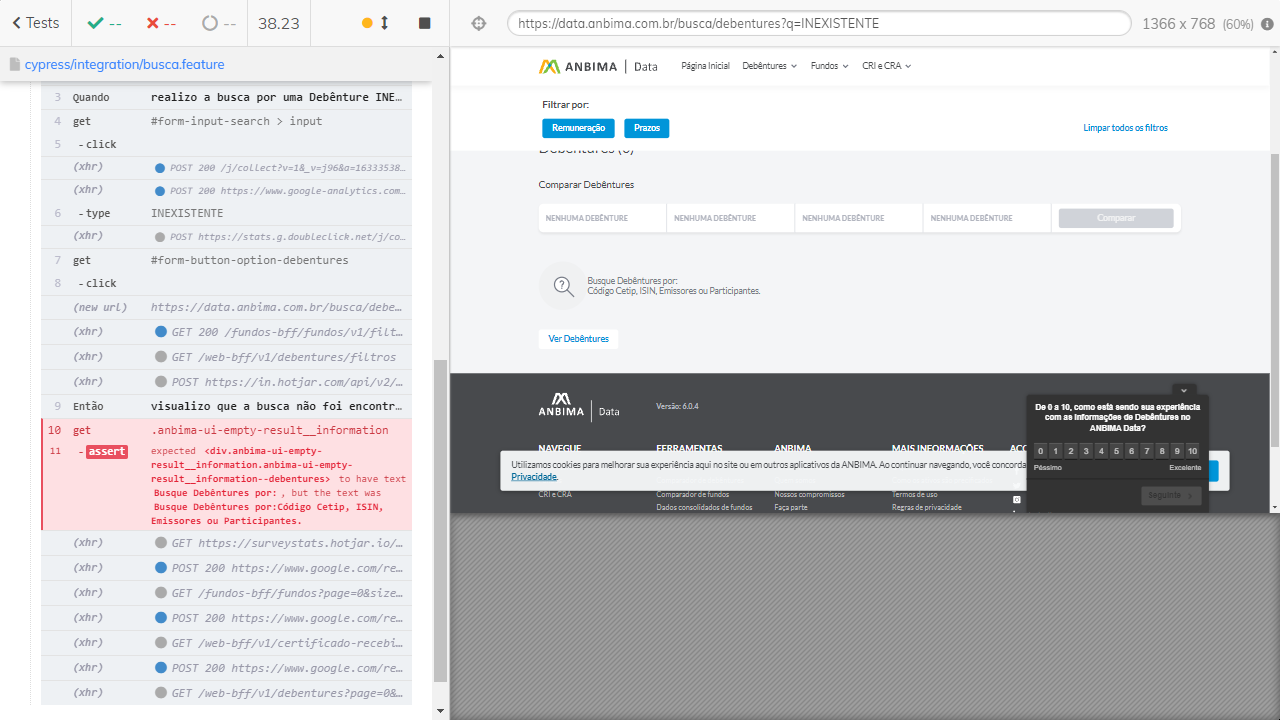 Tests
--
--
--
38.23
https://data.anbima.com.br/busca/debentures?q=INEXISTENTE
1366 x 768 (60%)
cypress/integration/busca.feature
3 Quando realizo a busca por uma Debênture INE…
4 get #form-input-search > input
5 -click
(xhr) POST 200 /j/collect?v=1&_v=j96&a=16333538…
(xhr) POST 200 https://www.google-analytics.com…
6 -type INEXISTENTE
(xhr) POST https://stats.g.doubleclick.net/j/co…
7 get #form-button-option-debentures
8 -click
(new url) https://data.anbima.com.br/busca/debe…
(xhr) GET 200 /fundos-bff/fundos/v1/filt…
(xhr) GET /web-bff/v1/debentures/filtros
(xhr) POST https://in.hotjar.com/api/v2/…
9 Então visualizo que a busca não foi encontr…
10 get .anbima-ui-empty-result__information
11 -assert expected <div.anbima-ui-empty-
result__information.anbima-ui-empty-
result__information--debentures> to have text
Busque Debêntures por: , but the text was
Busque Debêntures por:Código Cetip, ISIN,
Emissores ou Participantes.
(xhr) GET https://surveystats.hotjar.io/…
(xhr) POST 200 https://www.google.com/re…
(xhr) GET /fundos-bff/fundos?page=0&size…
(xhr) POST 200 https://www.google.com/re…
(xhr) GET /web-bff/v1/certificado-recebi…
(xhr) POST 200 https://www.google.com/re…
(xhr) GET /web-bff/v1/debentures?page=0&…
ANBIMA | Data
Página Inicial Debêntures Fundos CRI e CRA
Filtrar por:
Remuneração Prazos Limpar todos os filtros
Debêntures (0)
Comparar Debêntures
NENHUMA DEBÊNTURE NENHUMA DEBÊNTURE NENHUMA DEBÊNTURE NENHUMA DEBÊNTURE Comparar
Busque Debêntures por:
Código Cetip, ISIN, Emissores ou Participantes.
Ver Debêntures
ANBIMA | Data
Versão: 6.0.4
De 0 a 10, como está sendo sua experiência
com as Informações de Debêntures no
ANBIMA Data?
0 1 2 3 4 5 6 7 8 9 10
Péssimo Excelente
Seguinte
NAVEGUE FERRAMENTAS ANBIMA MAIS INFORMAÇÕES ACO
Utilizamos cookies para melhorar sua experiência aqui no site ou em outros aplicativos da ANBIMA. Ao continuar navegando, você concorda
Privacidade.
CRI e CRA Comparador de fundos Nossos compromissos Termos de uso
Dados consolidados de fundos Faça parte Regras de privacidade